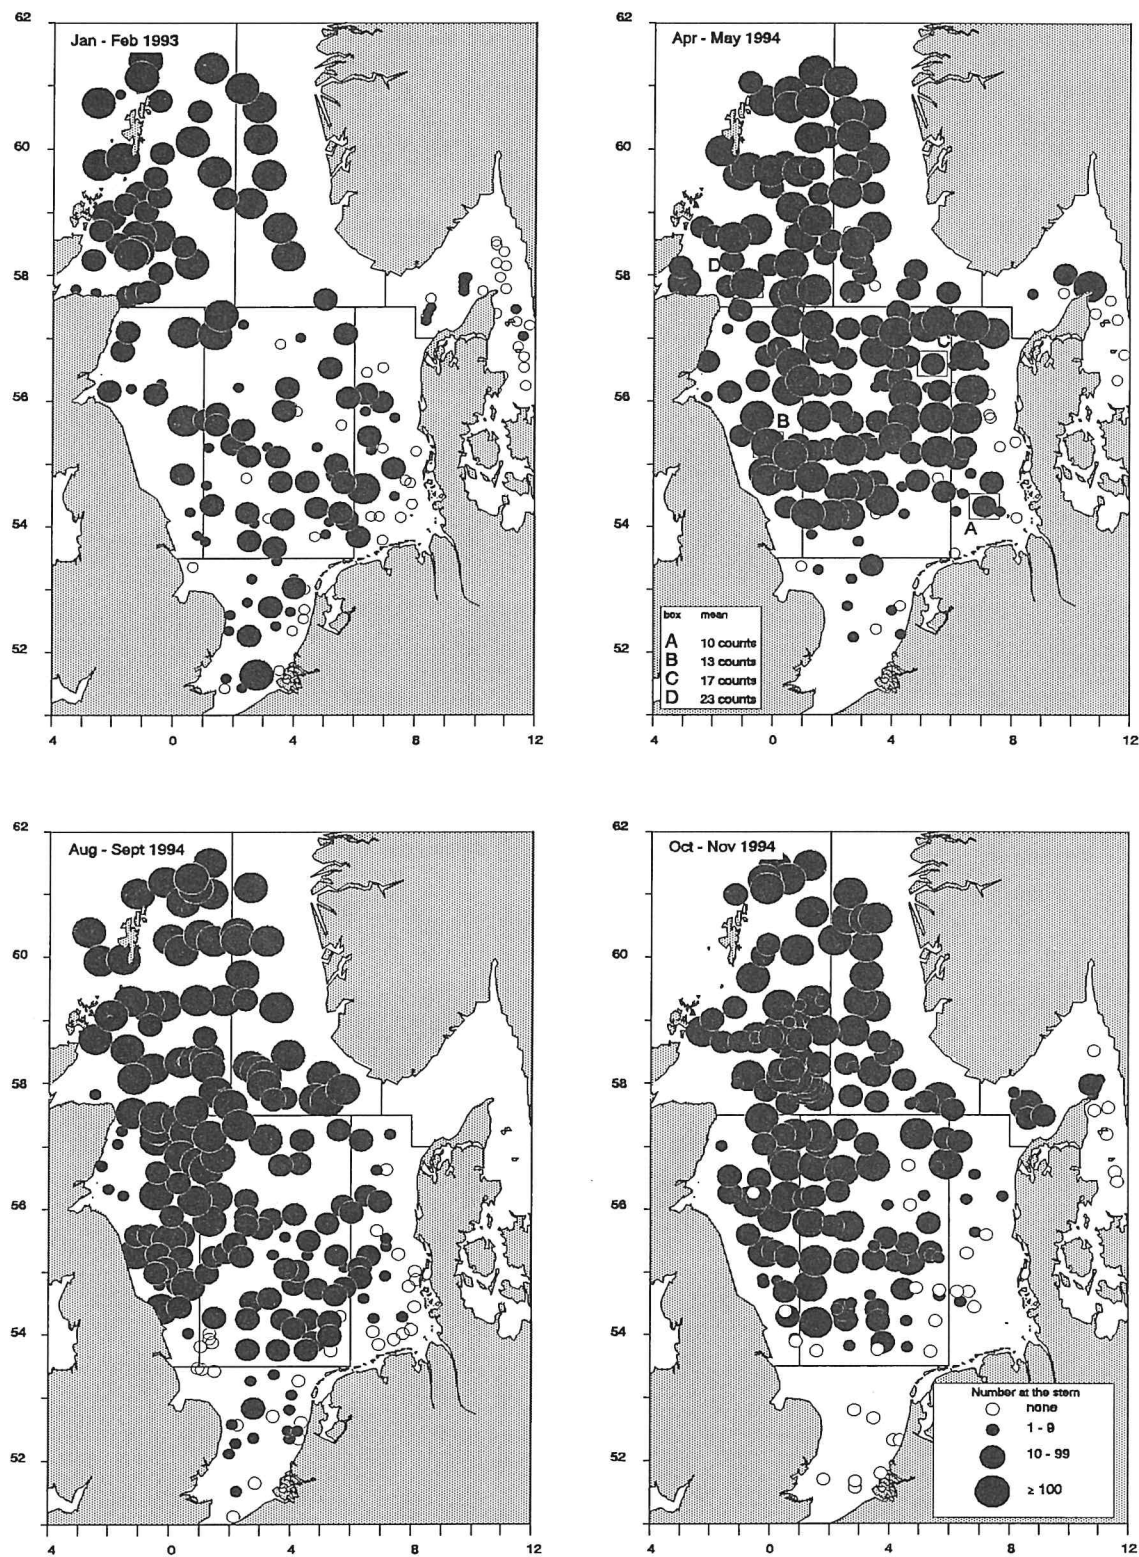 62
Jan - Feb 1993
60
58
56
54
52
4 0 4 8 12
62
Apr - May 1994
60
58
56
54
52
D
C
B
A
box mean
A 10 counts
B 13 counts
C 17 counts
D 23 counts
4 0 4 8 12
62
Aug - Sept 1994
60
58
56
54
52
4 0 4 8 12
62
Oct - Nov 1994
60
58
56
54
52
Number at the stern
none
1 - 9
10 - 99
≥ 100
4 0 4 8 12